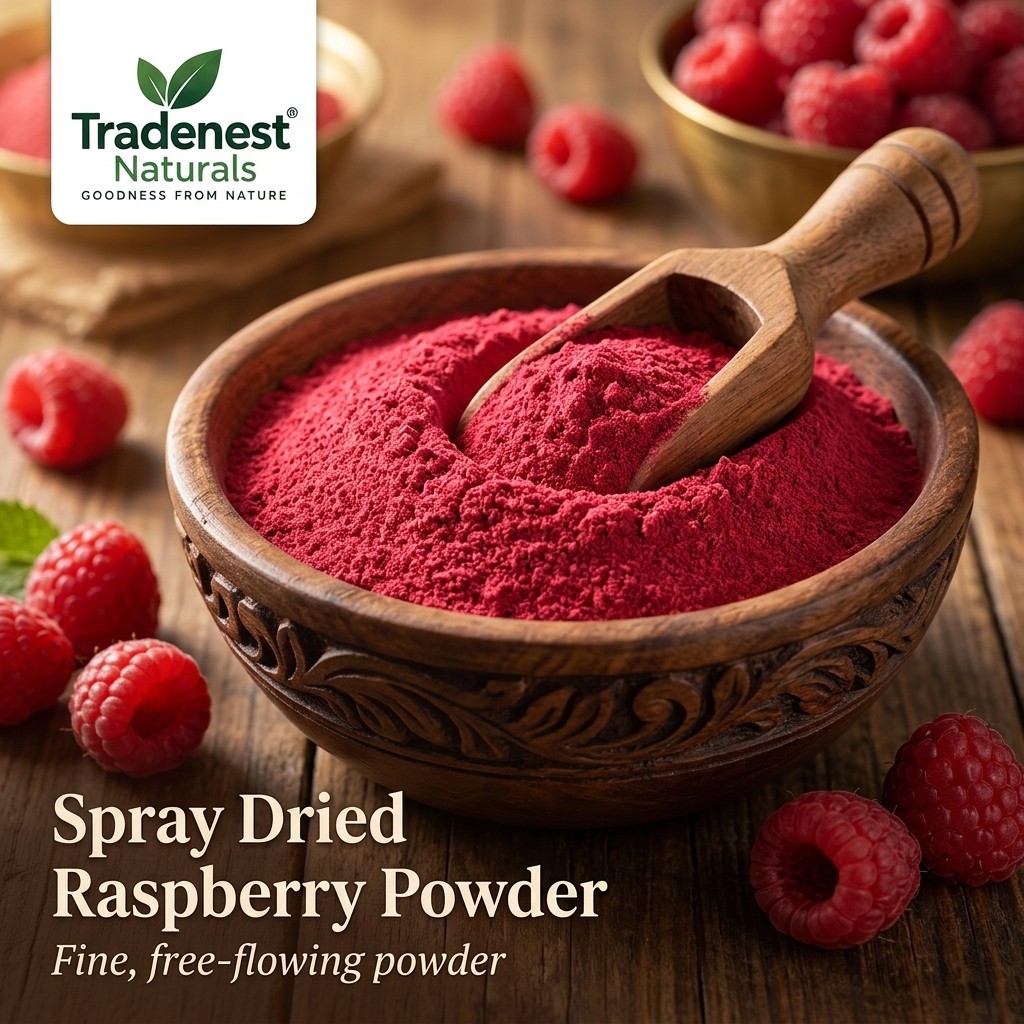 Tradenest®
Naturals
GOODNESS FROM NATURE
Spray Dried
Raspberry Powder
Fine, free-flowing powder